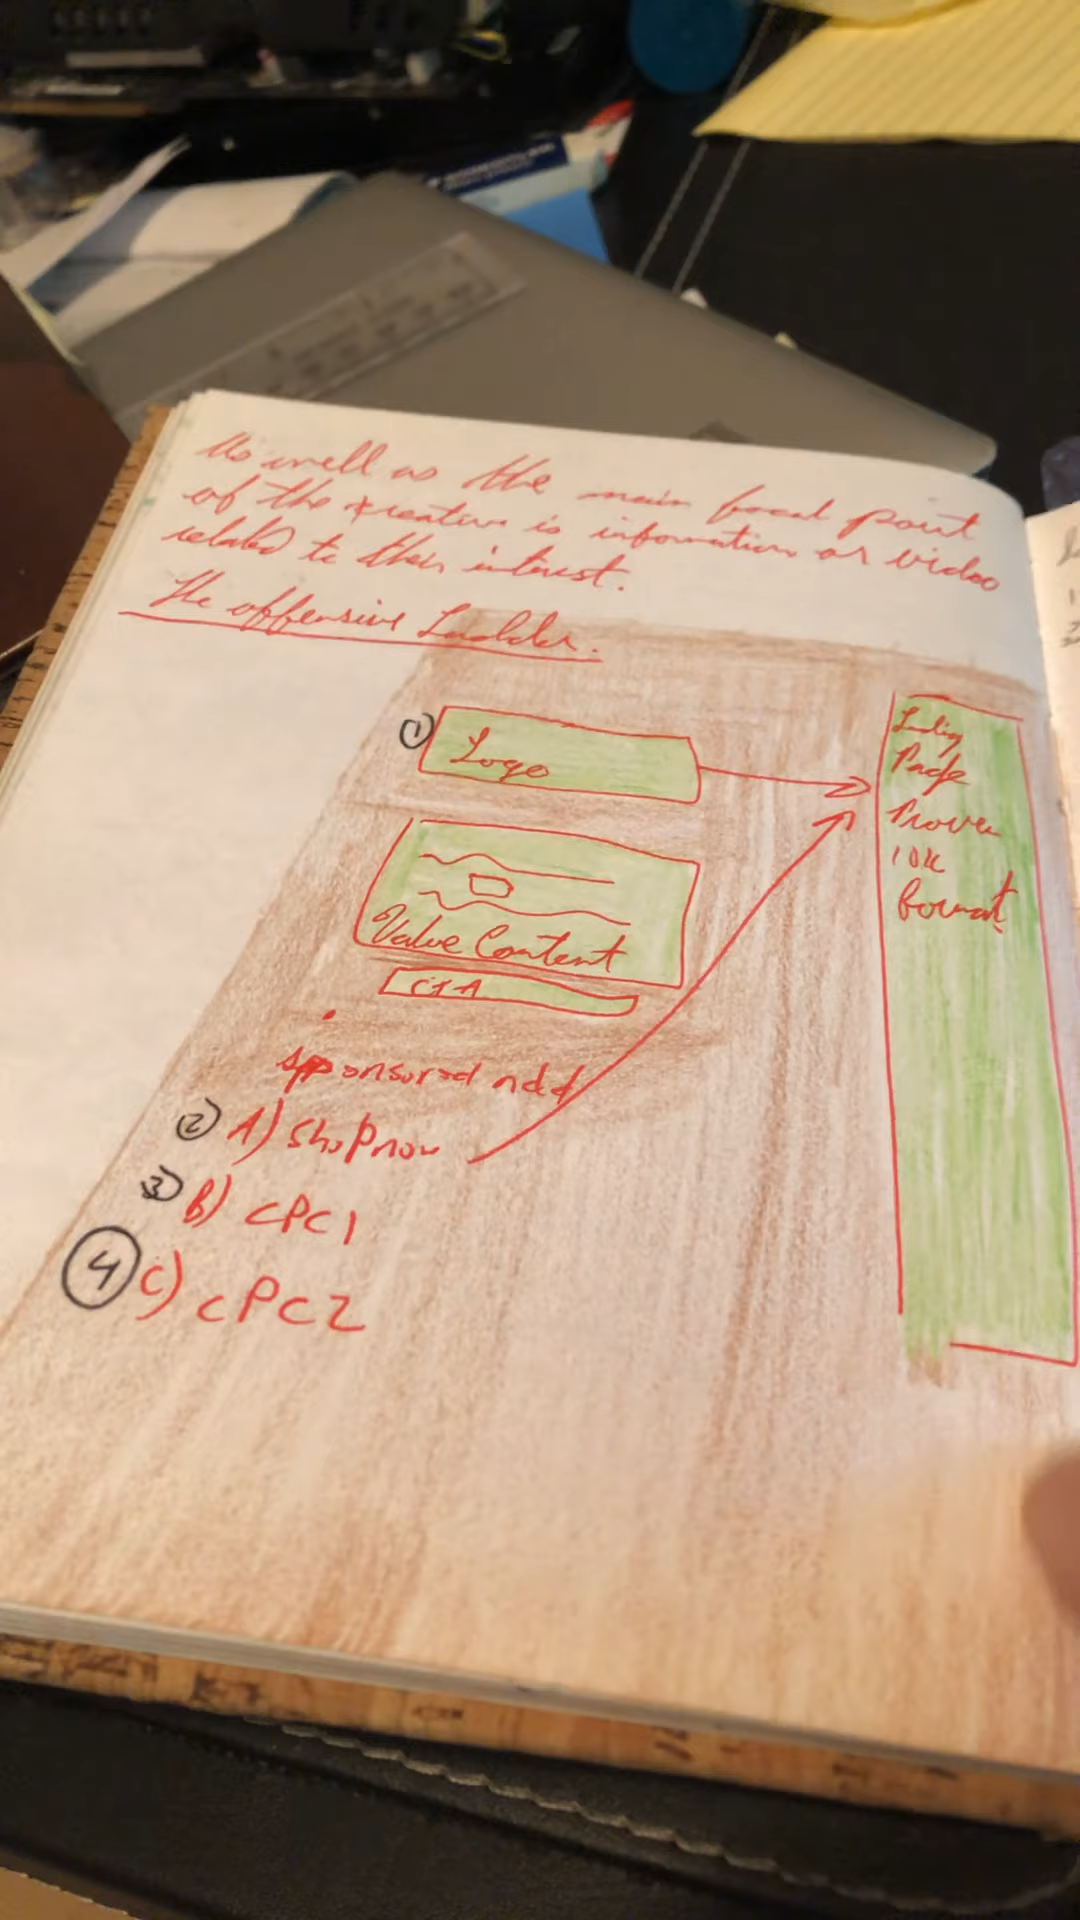 As well as the main focal point
of the creative is information or video
related to their interest.
The offensive Ladder.
① Logo
Value Content
CTA
sponsored add
② A) Shop now
③ B) CPC1
④ C) CPC2
Landing
Page
Proven
10K
format